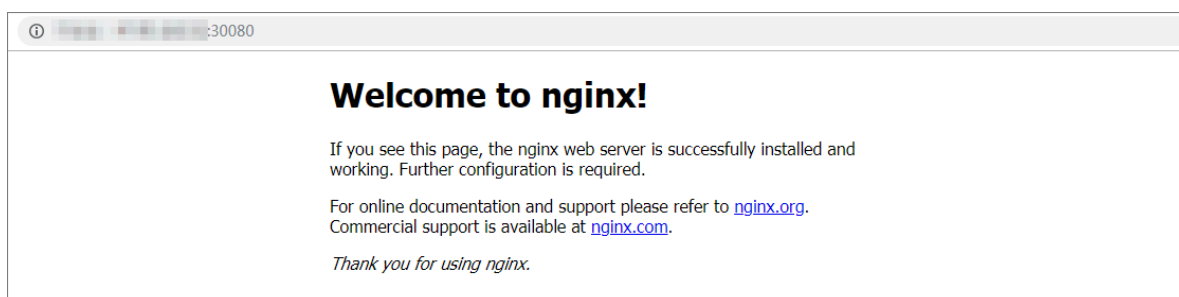 :30080
Welcome to nginx!
If you see this page, the nginx web server is successfully installed and
working. Further configuration is required.
For online documentation and support please refer to nginx.org.
Commercial support is available at nginx.com.
Thank you for using nginx.